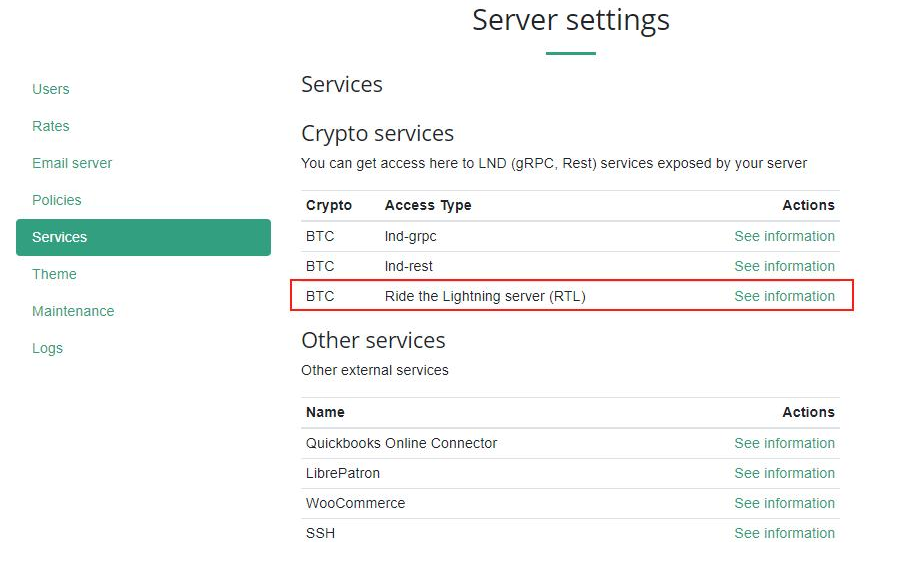 Server settings
Users
Rates
Email server
Policies
Services
Theme
Maintenance
Logs
Services
Crypto services
You can get access here to LND (gRPC, Rest) services exposed by your server
Crypto Access Type Actions
BTC lnd-grpc See information
BTC lnd-rest See information
BTC Ride the Lightning server (RTL) See information
Other services
Other external services
Name Actions
Quickbooks Online Connector See information
LibrePatron See information
WooCommerce See information
SSH See information